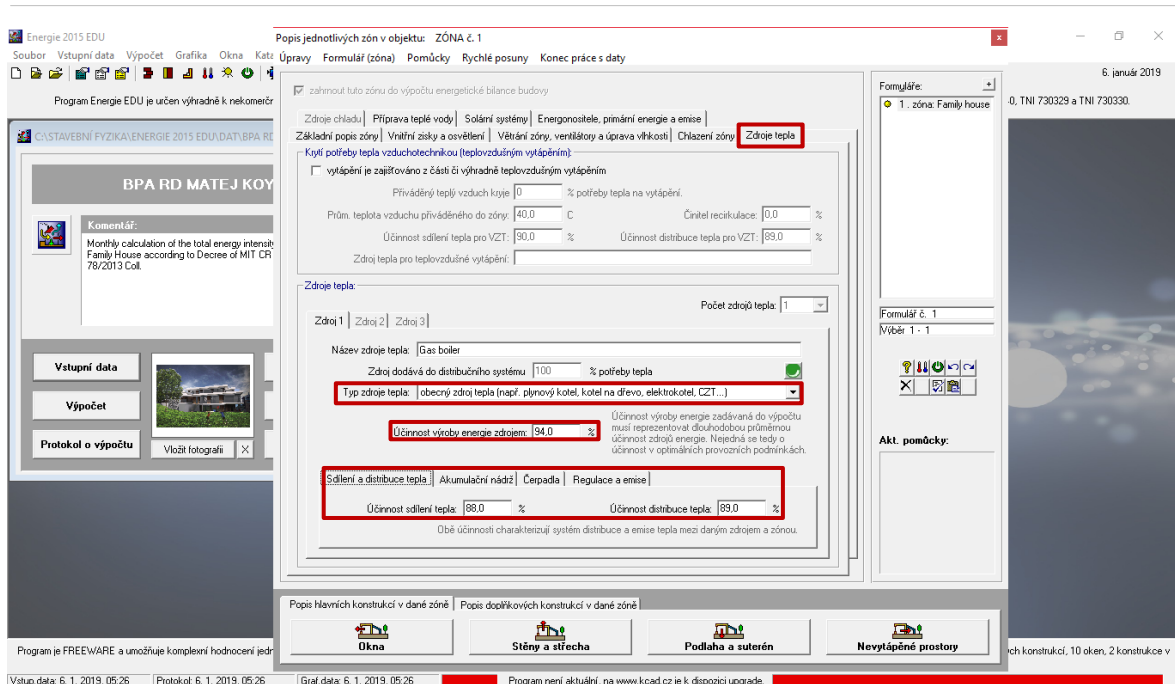 Energie 2015 EDU
Soubor Vstupní data Výpočet Grafika Okna Kata
6. január 2019
Program Energie EDU je určen výhradně k nekomerčr
0, TNI 730329 a TNI 730330.
C:\STAVEBNÍ FYZIKA\ENERGIE 2015 EDU\DAT\BPA RD
BPA RD MATEJ KOY
Komentář:
Monthly calculation of the total energy intensity
Family House according to Decree of MIT CR
78/2013 Coll.
Vstupní data
Výpočet
Protokol o výpočtu
Vložit fotografii X
Popis jednotlivých zón v objektu: ZÓNA č. 1
x
Úpravy Formulář (zóna) Pomůcky Rychlé posuny Konec práce s daty
zahrnout tuto zónu do výpočtu energetické bilance budovy
Zdroje chladu Příprava teplé vody Solární systémy Energonositele, primární energie a emise
Základní popis zóny Vnitřní zisky a osvětlení Větrání zóny, ventilátory a úprava vlhkosti Chlazení zóny Zdroje tepla
Krytí potřeby tepla vzduchotechnikou (teplovzdušným vytápěním):
vytápění je zajišťováno z části či výhradně teplovzdušným vytápěním
Přiváděný teplý vzduch kryje 0 % potřeby tepla na vytápění.
Prům. teplota vzduchu přiváděného do zóny: 40,0 C Činitel recirkulace: 0,0 %
Účinnost sdílení tepla pro VZT: 90,0 % Účinnost distribuce tepla pro VZT: 89,0 %
Zdroj tepla pro teplovzdušné vytápění:
Zdroje tepla:
Počet zdrojů tepla: 1
Zdroj 1 Zdroj 2 Zdroj 3
Název zdroje tepla: Gas boiler
Zdroj dodává do distribučního systému 100 % potřeby tepla
Typ zdroje tepla: obecný zdroj tepla (např. plynový kotel, kotel na dřevo, elektrokotel, CZT...)
Účinnost výroby energie zdrojem: 94,0 %
Účinnost výroby energie zadávaná do výpočtu
musí reprezentovat dlouhodobou průměrnou
účinnost zdrojů energie. Nejedná se tedy o
účinnost v optimálních provozních podmínkách.
Sdílení a distribuce tepla Akumulační nádrž Čerpadla Regulace a emise
Účinnost sdílení tepla: 88,0 % Účinnost distribuce tepla: 89,0 %
Obě účinnosti charakterizují systém distribuce a emise tepla mezi daným zdrojem a zónou.
Formuláře: +
1 . zóna: Family house
Formulář č. 1
Výběr 1 - 1
Akt. pomůcky:
Popis hlavních konstrukcí v dané zóně Popis doplňkových konstrukcí v dané zóně
Okna Stěny a střecha Podlaha a suterén Nevytápěné prostory
Program je FREEWARE a umožňuje komplexní hodnocení jedn
ch konstrukcí, 10 oken, 2 konstrukce v
Vstup.data: 6. 1. 2019, 05:26 Protokol: 6. 1. 2019, 05:26 Graf.data: 6. 1. 2019, 05:26 Program není aktuální, na www.kcad.cz je k dispozici upgrade.